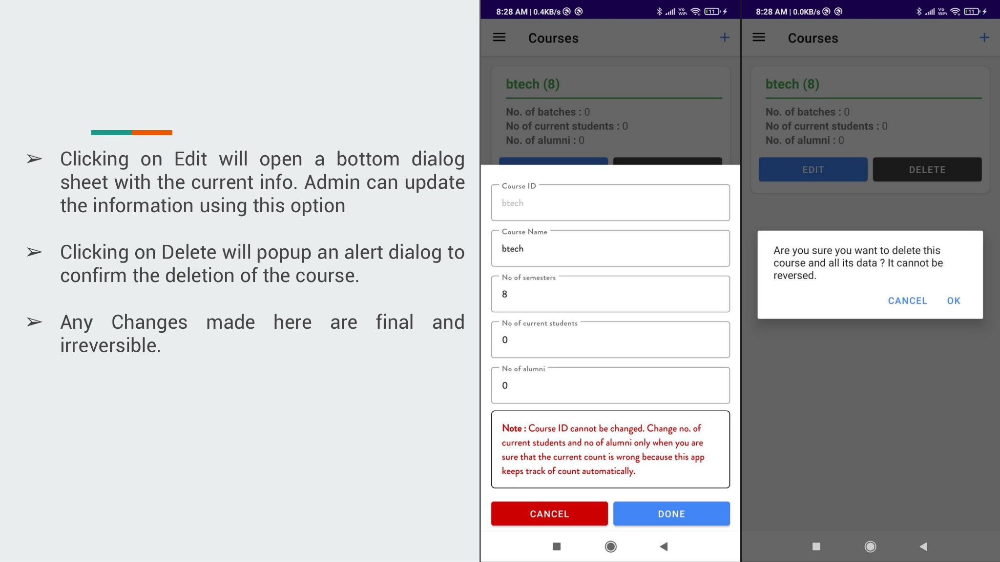 ➢ Clicking on Edit will open a bottom dialog
sheet with the current info. Admin can update
the information using this option
➢ Clicking on Delete will popup an alert dialog to
confirm the deletion of the course.
➢ Any Changes made here are final and
irreversible.
8:28 AM | 0.4KB/s
Vo WiFi 11
Courses +
btech (8)
No. of batches : 0
No of current students : 0
No. of alumni : 0
Course ID
btech
Course Name
btech
No of semesters
8
No of current students
0
No of alumni
0
Note : Course ID cannot be changed. Change no. of
current students and no of alumni only when you are
sure that the current count is wrong because this app
keeps track of count automatically.
CANCEL DONE
8:28 AM | 0.0KB/s
Vo WiFi 11
Courses +
btech (8)
No. of batches : 0
No of current students : 0
No. of alumni : 0
EDIT DELETE
Are you sure you want to delete this
course and all its data ? It cannot be
reversed.
CANCEL OK